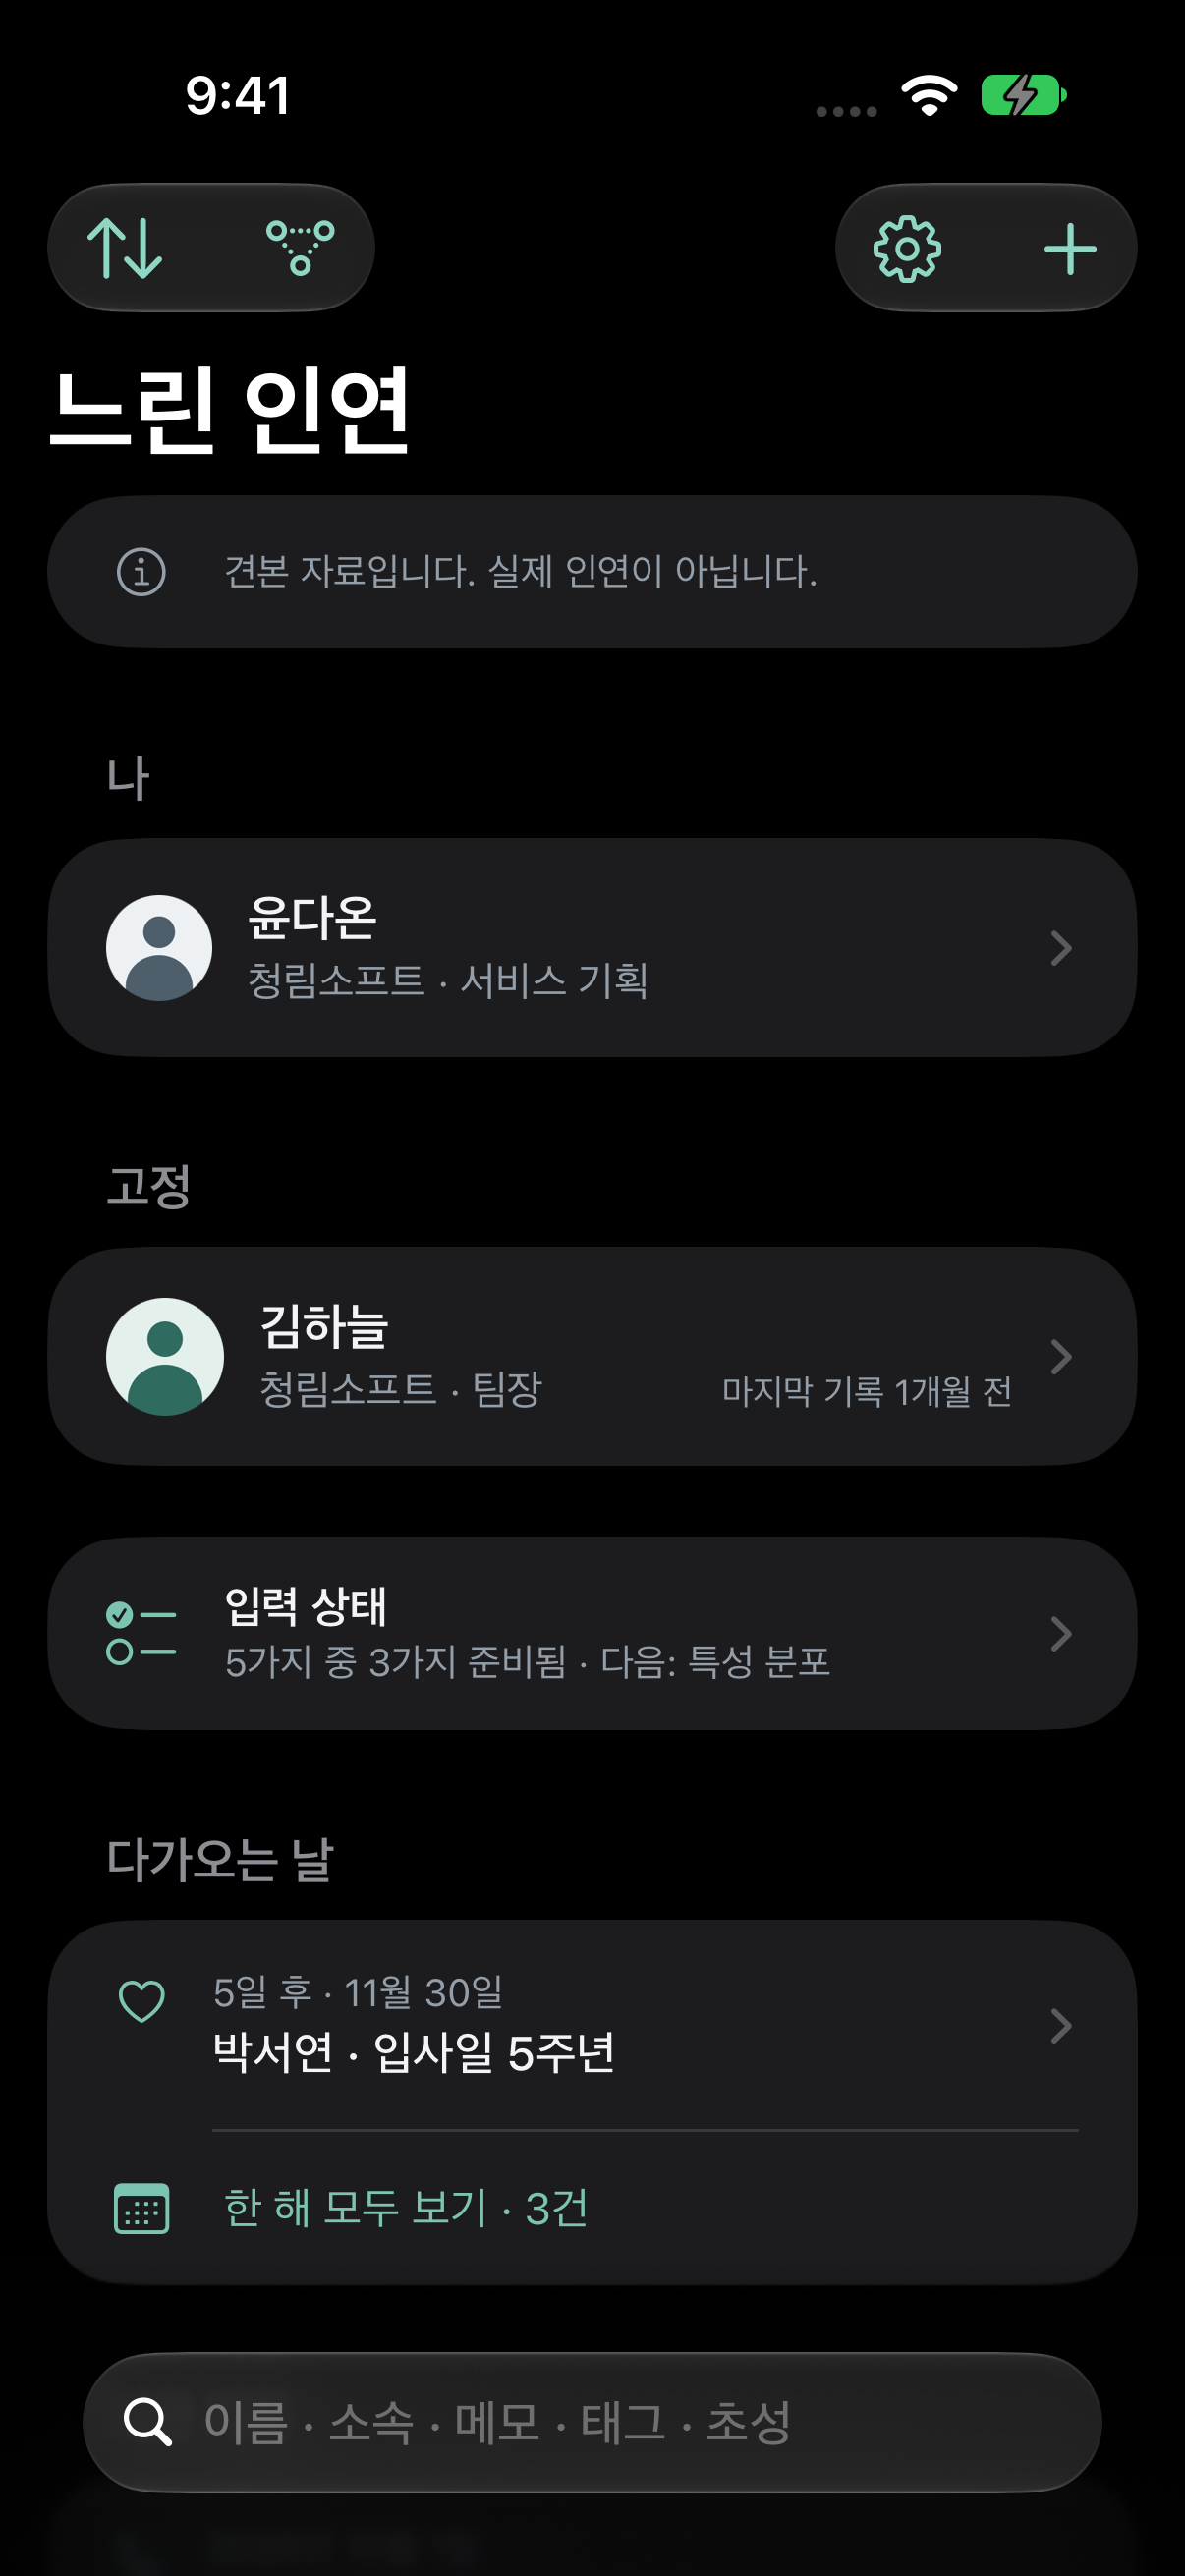 9:41
느린 인연
견본 자료입니다. 실제 인연이 아닙니다.
나
윤다온
청림소프트 · 서비스 기획
고정
김하늘
청림소프트 · 팀장
마지막 기록 1개월 전
입력 상태
5가지 중 3가지 준비됨 · 다음: 특성 분포
다가오는 날
5일 후 · 11월 30일
박서연 · 입사일 5주년
한 해 모두 보기 · 3건
이름 · 소속 · 메모 · 태그 · 초성